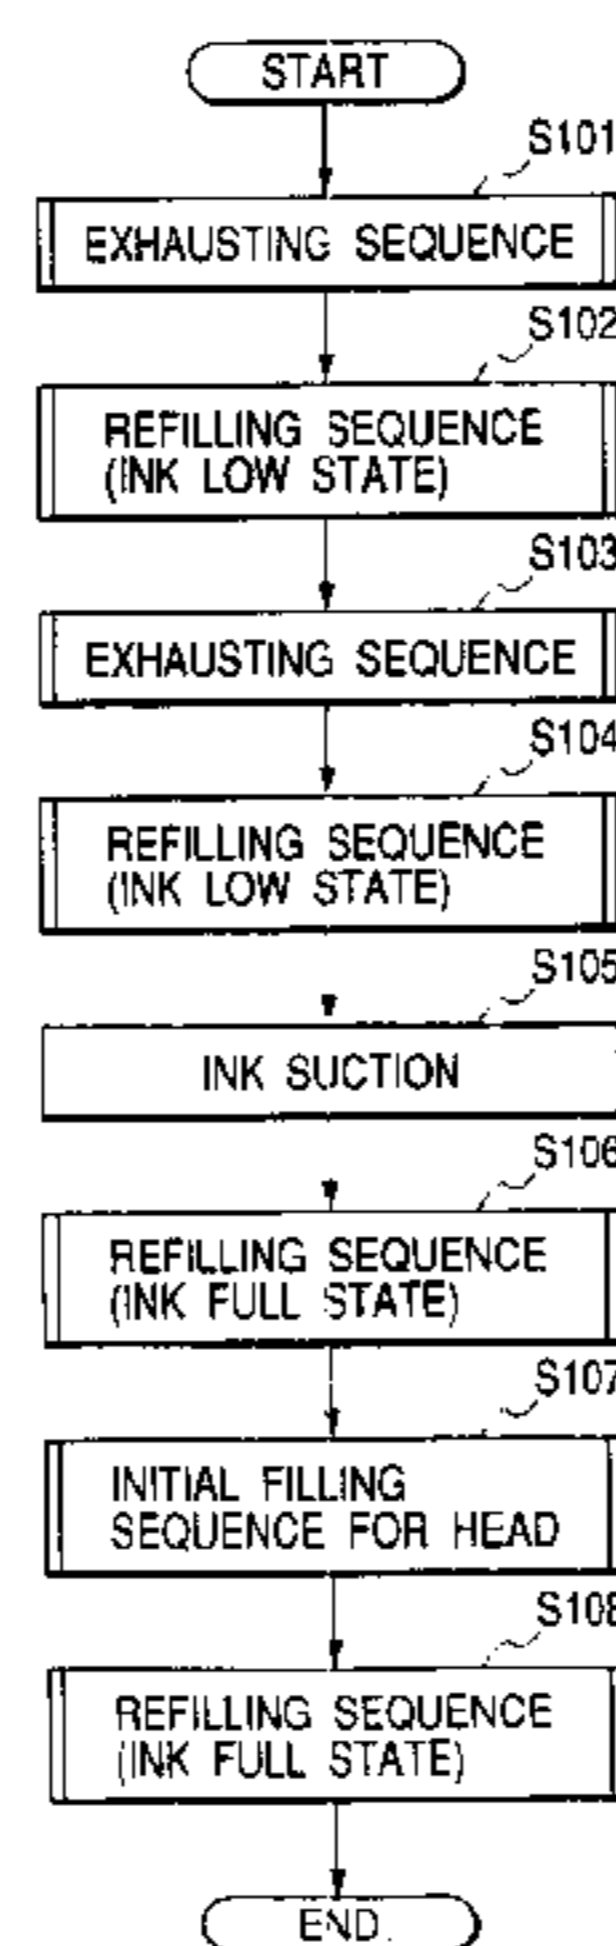 START
S101
EXHAUSTING SEQUENCE
S102
REFILLING SEQUENCE
(INK LOW STATE)
S103
EXHAUSTING SEQUENCE
S104
REFILLING SEQUENCE
(INK LOW STATE)
S105
INK SUCTION
S106
REFILLING SEQUENCE
(INK FULL STATE)
S107
INITIAL FILLING
SEQUENCE FOR HEAD
S108
REFILLING SEQUENCE
(INK FULL STATE)
END